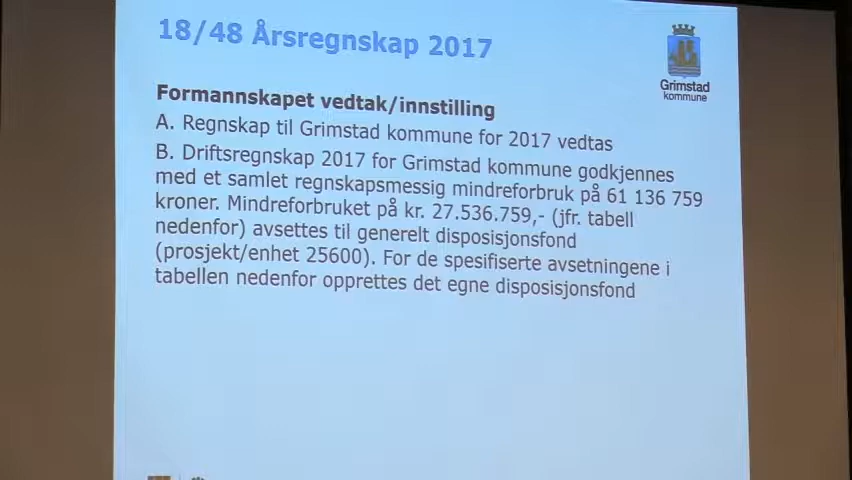 18/48 Årsregnskap 2017
Grimstad
kommune
Formannskapet vedtak/innstilling
A. Regnskap til Grimstad kommune for 2017 vedtas
B. Driftsregnskap 2017 for Grimstad kommune godkjennes
med et samlet regnskapsmessig mindreforbruk på 61 136 759
kroner. Mindreforbruket på kr. 27.536.759,- (jfr. tabell
nedenfor) avsettes til generelt disposisjonsfond
(prosjekt/enhet 25600). For de spesifiserte avsetningene i
tabellen nedenfor opprettes det egne disposisjonsfond